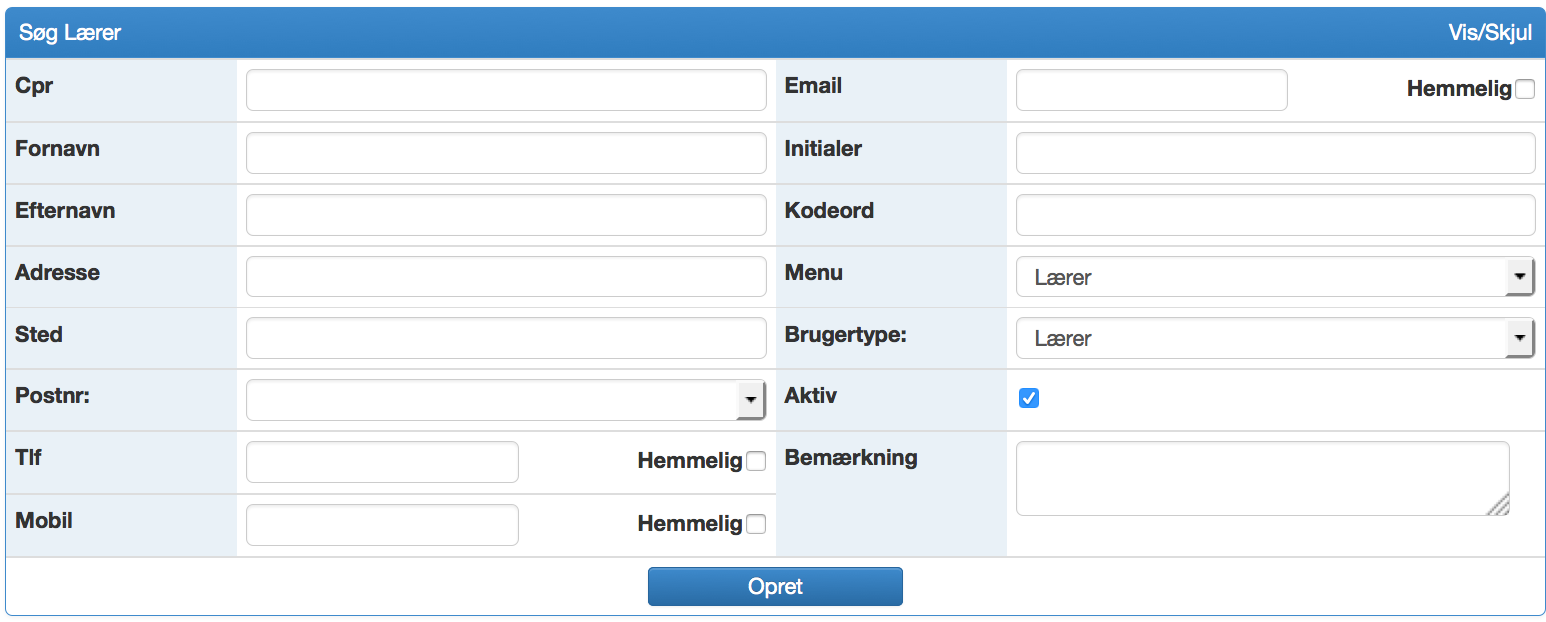 Søg Lærer Vis/Skjul
Cpr Email Hemmelig
Fornavn Initialer
Efternavn Kodeord
Adresse Menu Lærer
Sted Brugertype: Lærer
Postnr: Aktiv
Tlf Hemmelig Bemærkning
Mobil Hemmelig
Opret